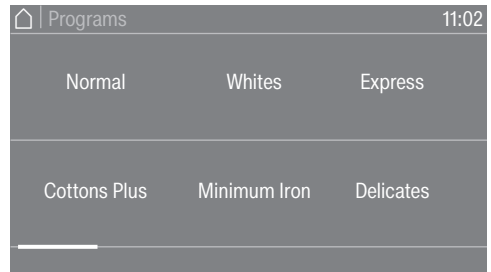 Programs 11:02
Normal Whites Express
Cottons Plus Minimum Iron Delicates